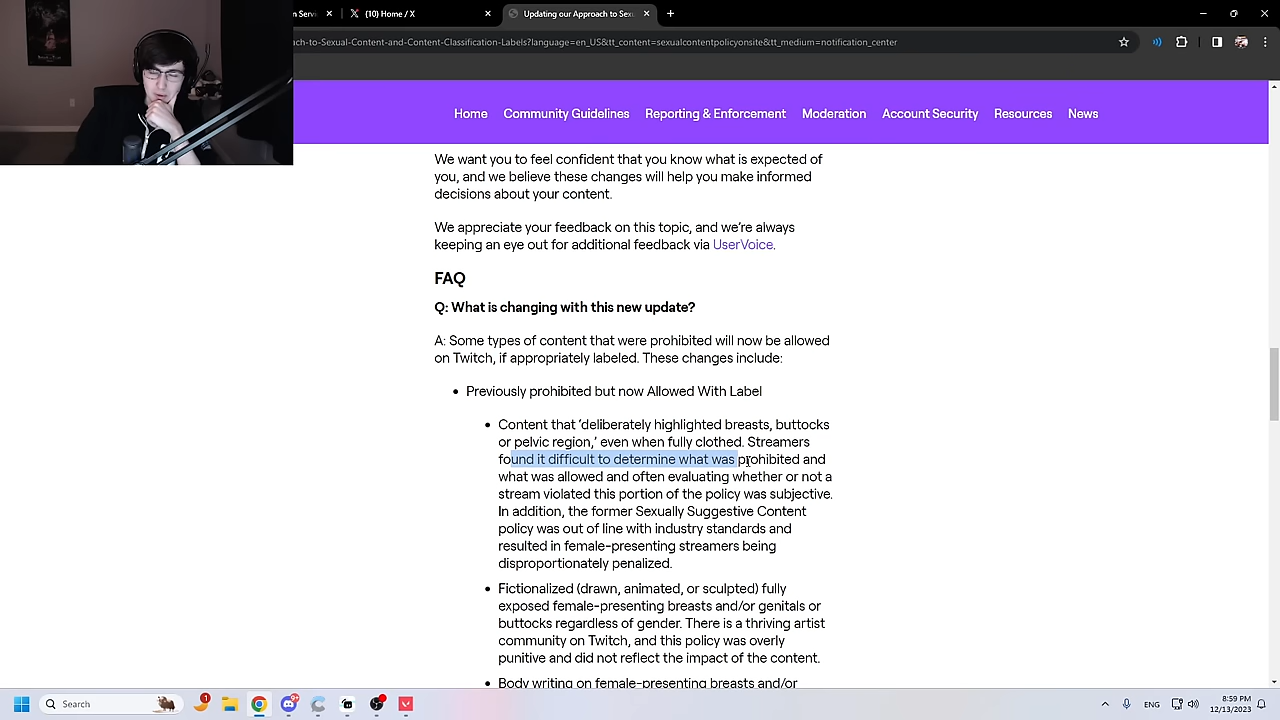 n Servi
(10) Home / X
Updating our Approach to Sexu
ach-to-Sexual-Content-and-Content-Classification-Labels?language=en_US&tt_content=sexualcontentpolicyonsite&tt_medium=notification_center
Home Community Guidelines Reporting & Enforcement Moderation Account Security Resources News
We want you to feel confident that you know what is expected of
you, and we believe these changes will help you make informed
decisions about your content.
We appreciate your feedback on this topic, and we're always
keeping an eye out for additional feedback via UserVoice.
FAQ
Q: What is changing with this new update?
A: Some types of content that were prohibited will now be allowed
on Twitch, if appropriately labeled. These changes include:
• Previously prohibited but now Allowed With Label
• Content that ‘deliberately highlighted breasts, buttocks
or pelvic region,’ even when fully clothed. Streamers
found it difficult to determine what was prohibited and
what was allowed and often evaluating whether or not a
stream violated this portion of the policy was subjective.
In addition, the former Sexually Suggestive Content
policy was out of line with industry standards and
resulted in female-presenting streamers being
disproportionately penalized.
• Fictionalized (drawn, animated, or sculpted) fully
exposed female-presenting breasts and/or genitals or
buttocks regardless of gender. There is a thriving artist
community on Twitch, and this policy was overly
punitive and did not reflect the impact of the content.
• Body writing on female-presenting breasts and/or
Search
1
ENG
8:59 PM
12/13/2023